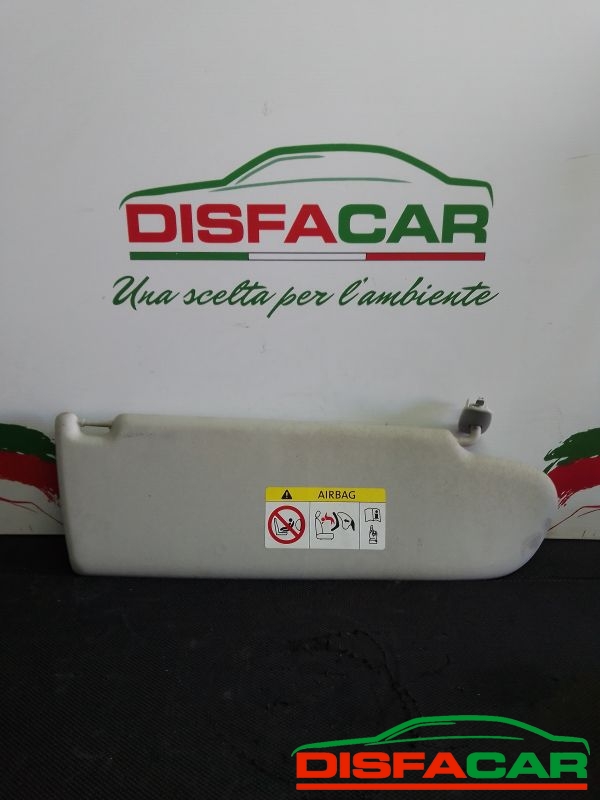 DISFACAR
Una scelta per l'ambiente
AIRBAG
DISFACAR